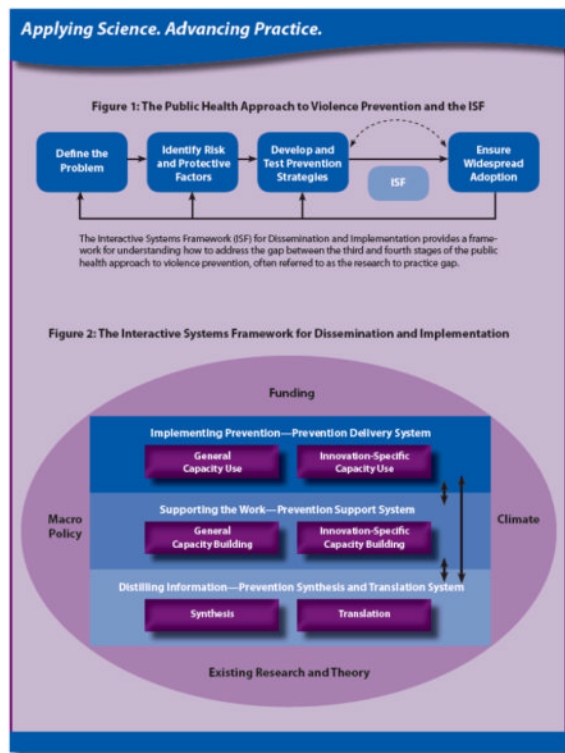 Applying Science. Advancing Practice.
Figure 1: The Public Health Approach to Violence Prevention and the ISF
Define the
Problem
Identify Risk
and Protective
Factors
Develop and
Test Prevention
Strategies
ISF
Ensure
Widespread
Adoption
The Interactive Systems Framework (ISF) for Dissemination and Implementation provides a frame-
work for understanding how to address the gap between the third and fourth stages of the public
health approach to violence prevention, often referred to as the research to practice gap.
Figure 2: The Interactive Systems Framework for Dissemination and Implementation
Funding
Implementing Prevention—Prevention Delivery System
General
Capacity Use
Innovation-Specific
Capacity Use
Macro
Policy
Supporting the Work—Prevention Support System
General
Capacity Building
Innovation-Specific
Capacity Building
Climate
Distilling Information—Prevention Synthesis and Translation System
Synthesis
Translation
Existing Research and Theory